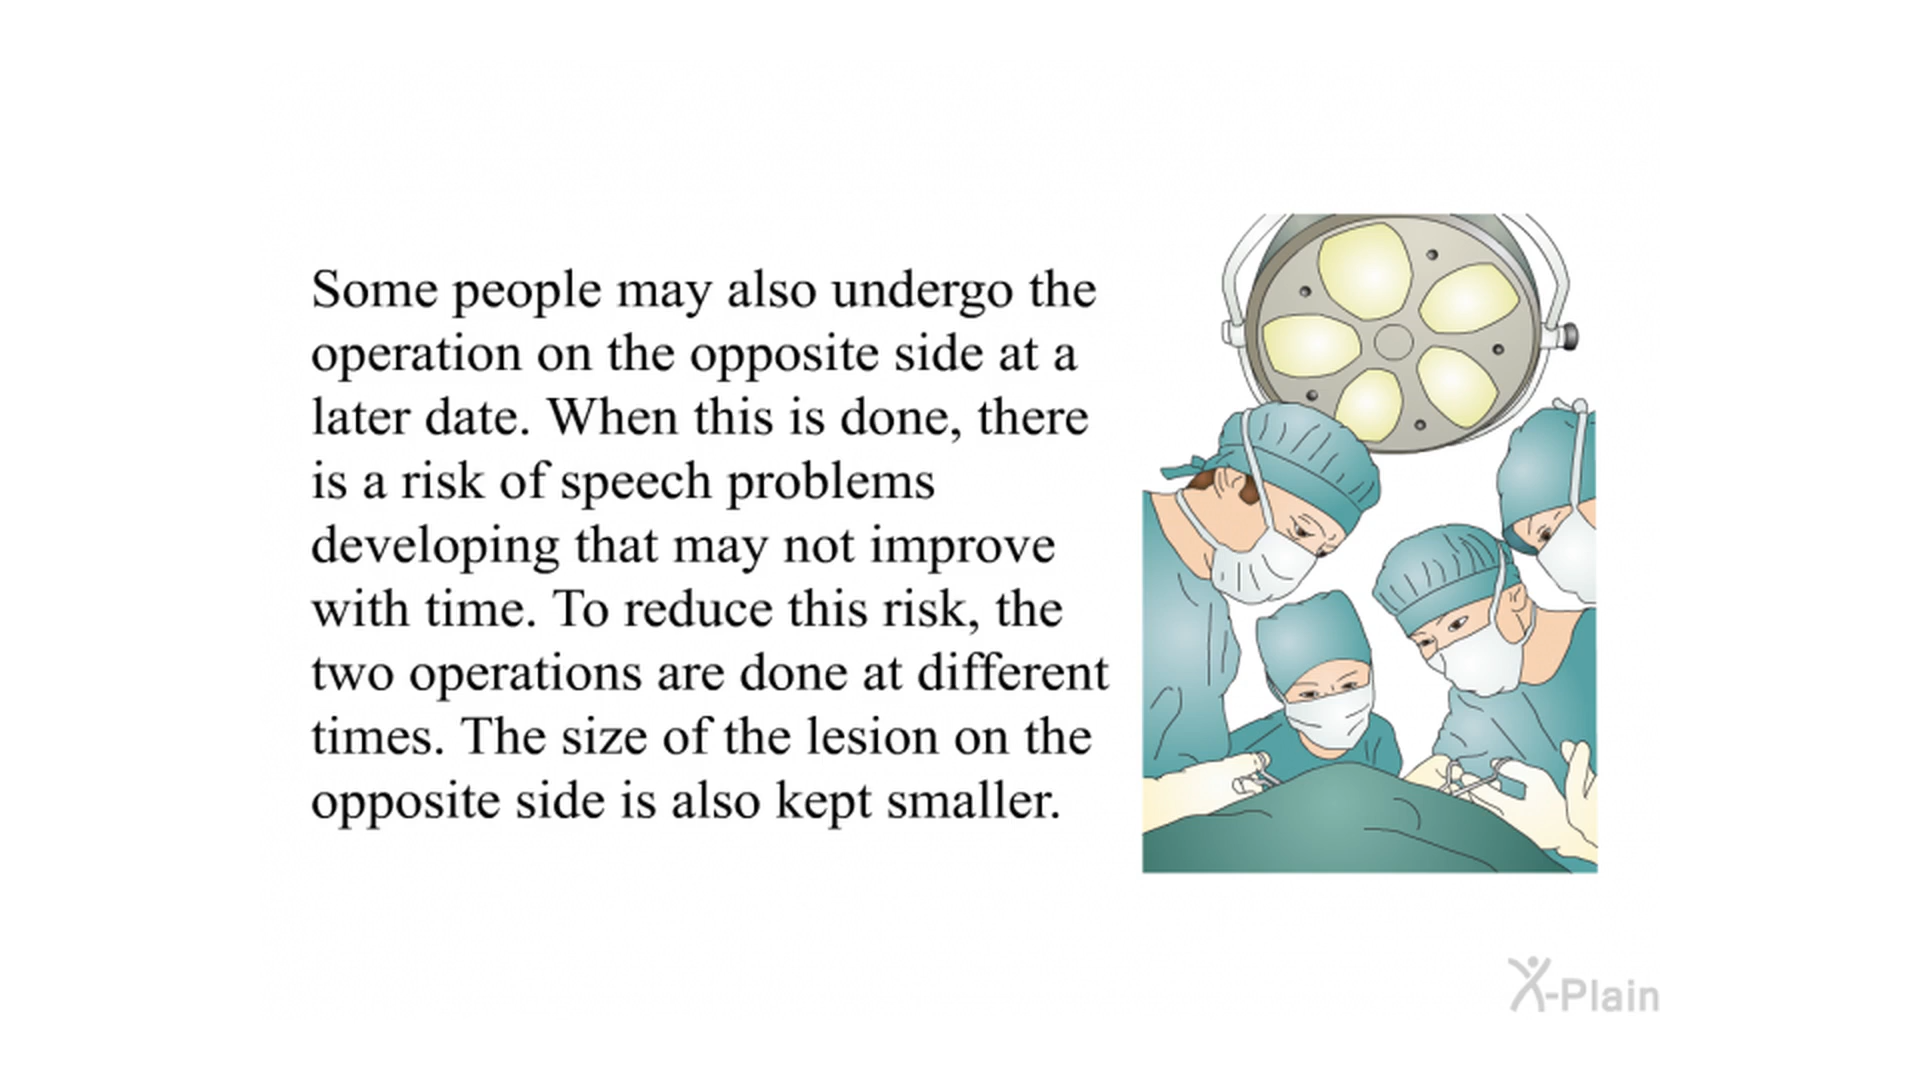 Some people may also undergo the
operation on the opposite side at a
later date. When this is done, there
is a risk of speech problems
developing that may not improve
with time. To reduce this risk, the
two operations are done at different
times. The size of the lesion on the
opposite side is also kept smaller.
X-Plain